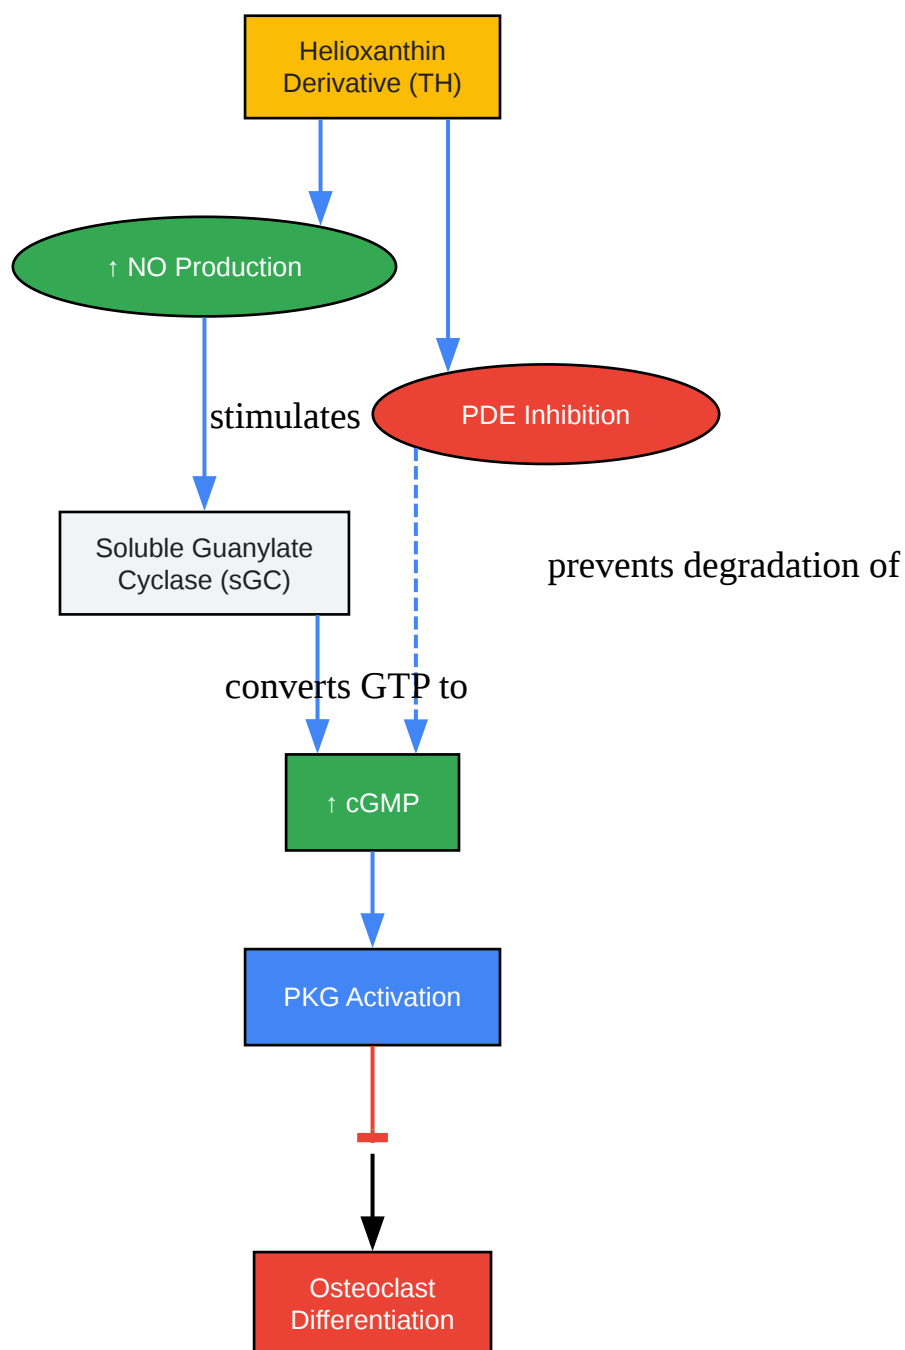 Helioxanthin
Derivative (TH)
↑ NO Production
stimulates
PDE Inhibition
Soluble Guanylate
Cyclase (sGC)
prevents degradation of
converts GTP to
↑ cGMP
PKG Activation
Osteoclast
Differentiation